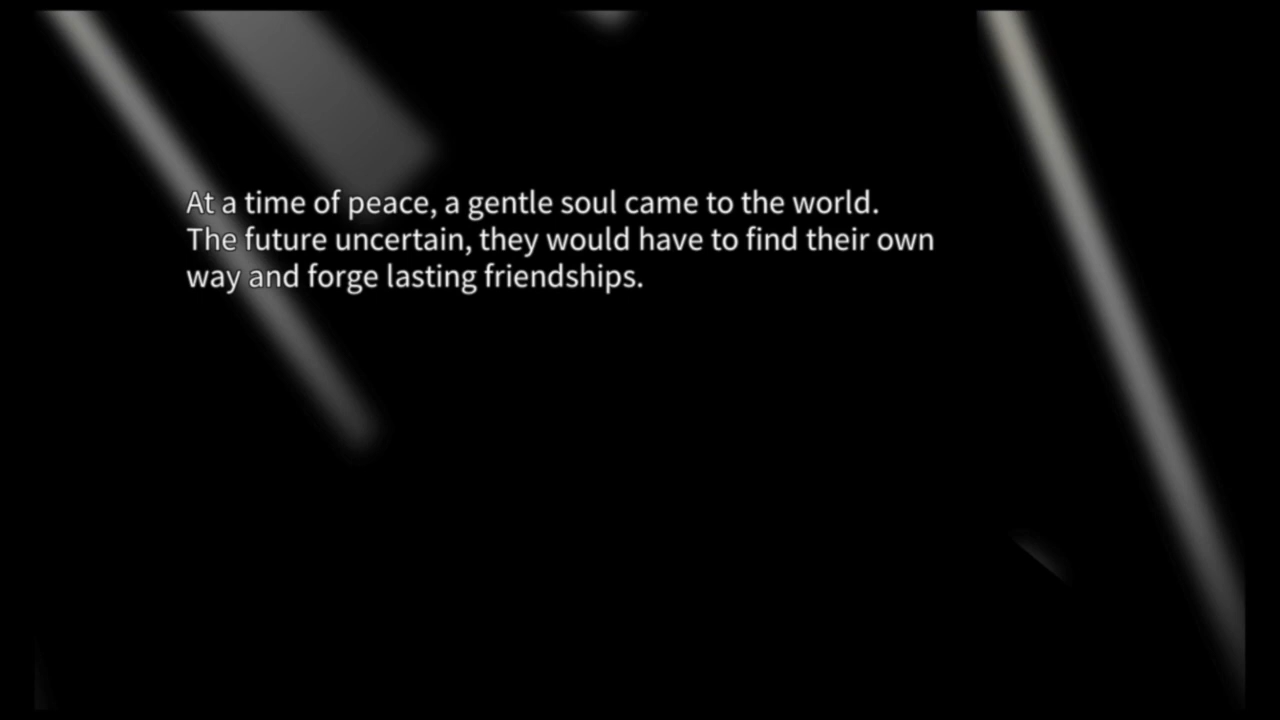 At a time of peace, a gentle soul came to the world.
The future uncertain, they would have to find their own
way and forge lasting friendships.